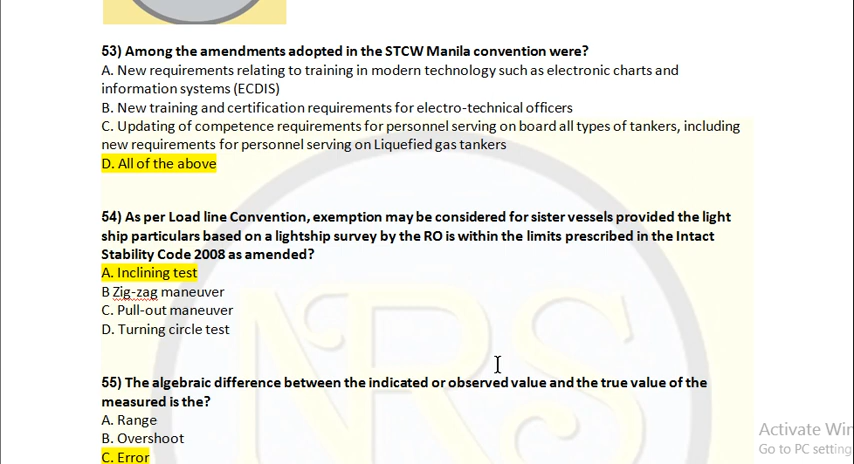 53) Among the amendments adopted in the STCW Manila convention were?
A. New requirements relating to training in modern technology such as electronic charts and
information systems (ECDIS)
B. New training and certification requirements for electro-technical officers
C. Updating of competence requirements for personnel serving on board all types of tankers, including
new requirements for personnel serving on Liquefied gas tankers
D. All of the above
54) As per Load line Convention, exemption may be considered for sister vessels provided the light
ship particulars based on a lightship survey by the RO is within the limits prescribed in the Intact
Stability Code 2008 as amended?
A. Inclining test
B Zig-zag maneuver
C. Pull-out maneuver
D. Turning circle test
NRS
55) The algebraic difference between the indicated or observed value and the true value of the
measured is the?
A. Range
B. Overshoot
C. Error
Activate Win
Go to PC setting